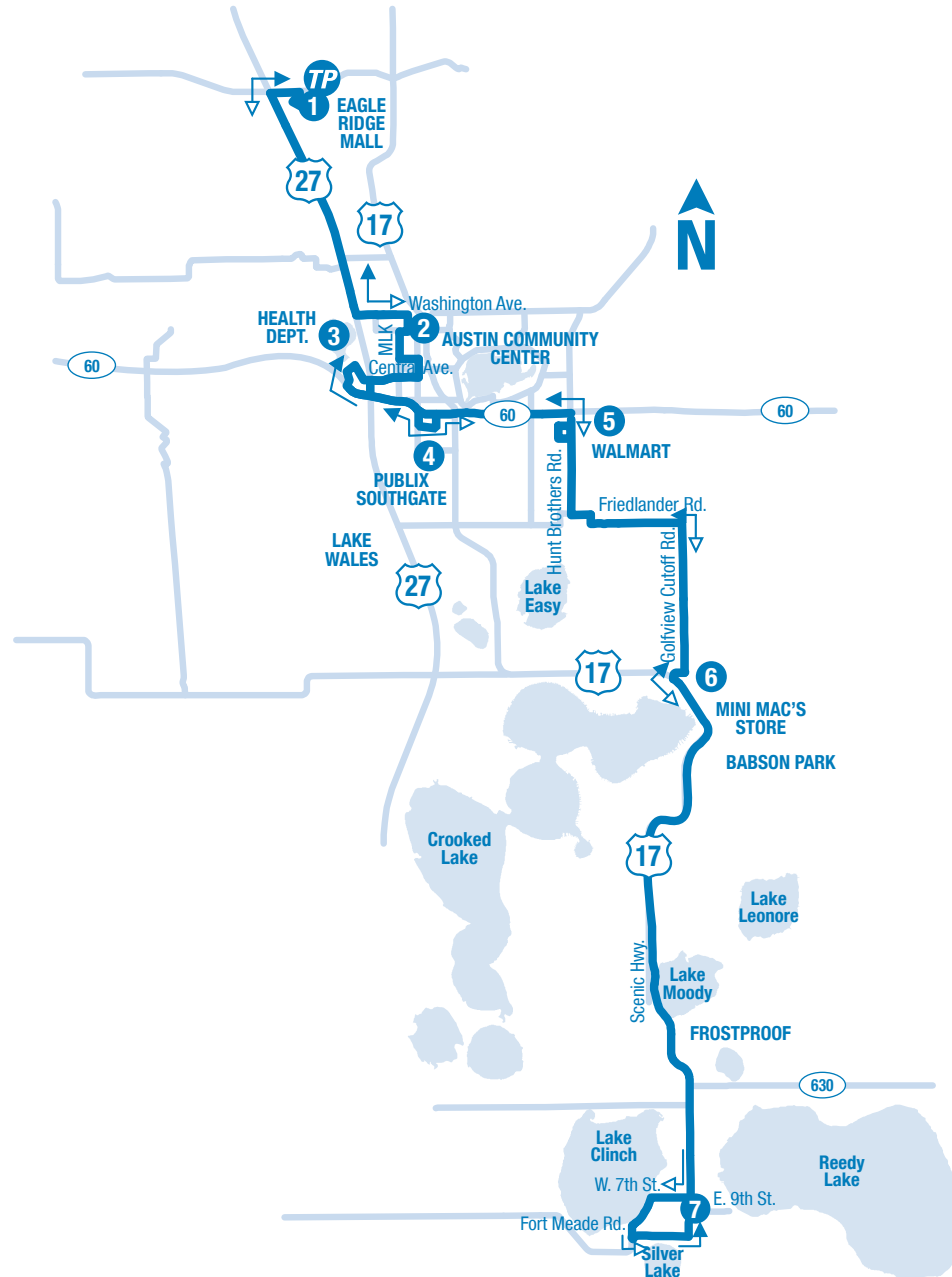 TP
1
EAGLE
RIDGE
MALL
27
17
N
Washington Ave.
HEALTH
DEPT.
3
MLK
2
AUSTIN COMMUNITY
CENTER
60
Central Ave.
60
60
5
WALMART
4
PUBLIX
SOUTHGATE
Hunt Brothers Rd.
Friedlander Rd.
LAKE
WALES
27
Lake
Easy
Golfview Cutoff Rd.
17
6
MINI MAC'S
STORE
BABSON PARK
Crooked
Lake
17
Lake
Leonore
Scenic Hwy.
Lake
Moody
FROSTPROOF
630
Lake
Clinch
Reedy
Lake
W. 7th St.
7
E. 9th St.
Fort Meade Rd.
Silver
Lake